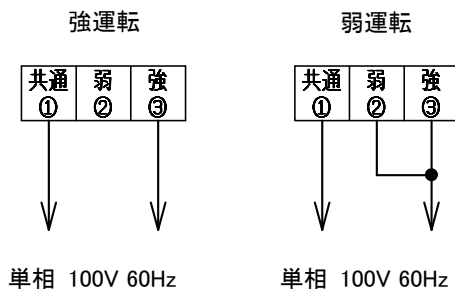 強運転
共通 弱 強
① ② ③
単相 100V 60Hz
弱運転
共通 弱 強
① ② ③
単相 100V 60Hz